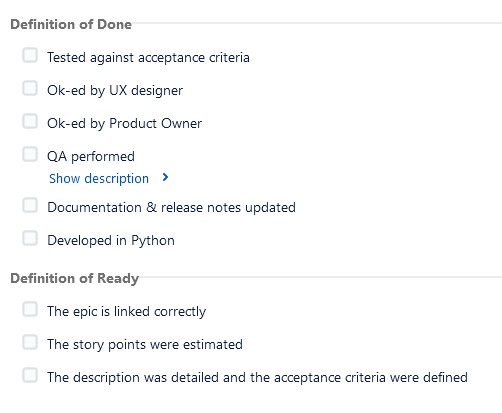 Definition of Done
Tested against acceptance criteria
Ok-ed by UX designer
Ok-ed by Product Owner
QA performed
Show description
Documentation & release notes updated
Developed in Python
Definition of Ready
The epic is linked correctly
The story points were estimated
The description was detailed and the acceptance criteria were defined